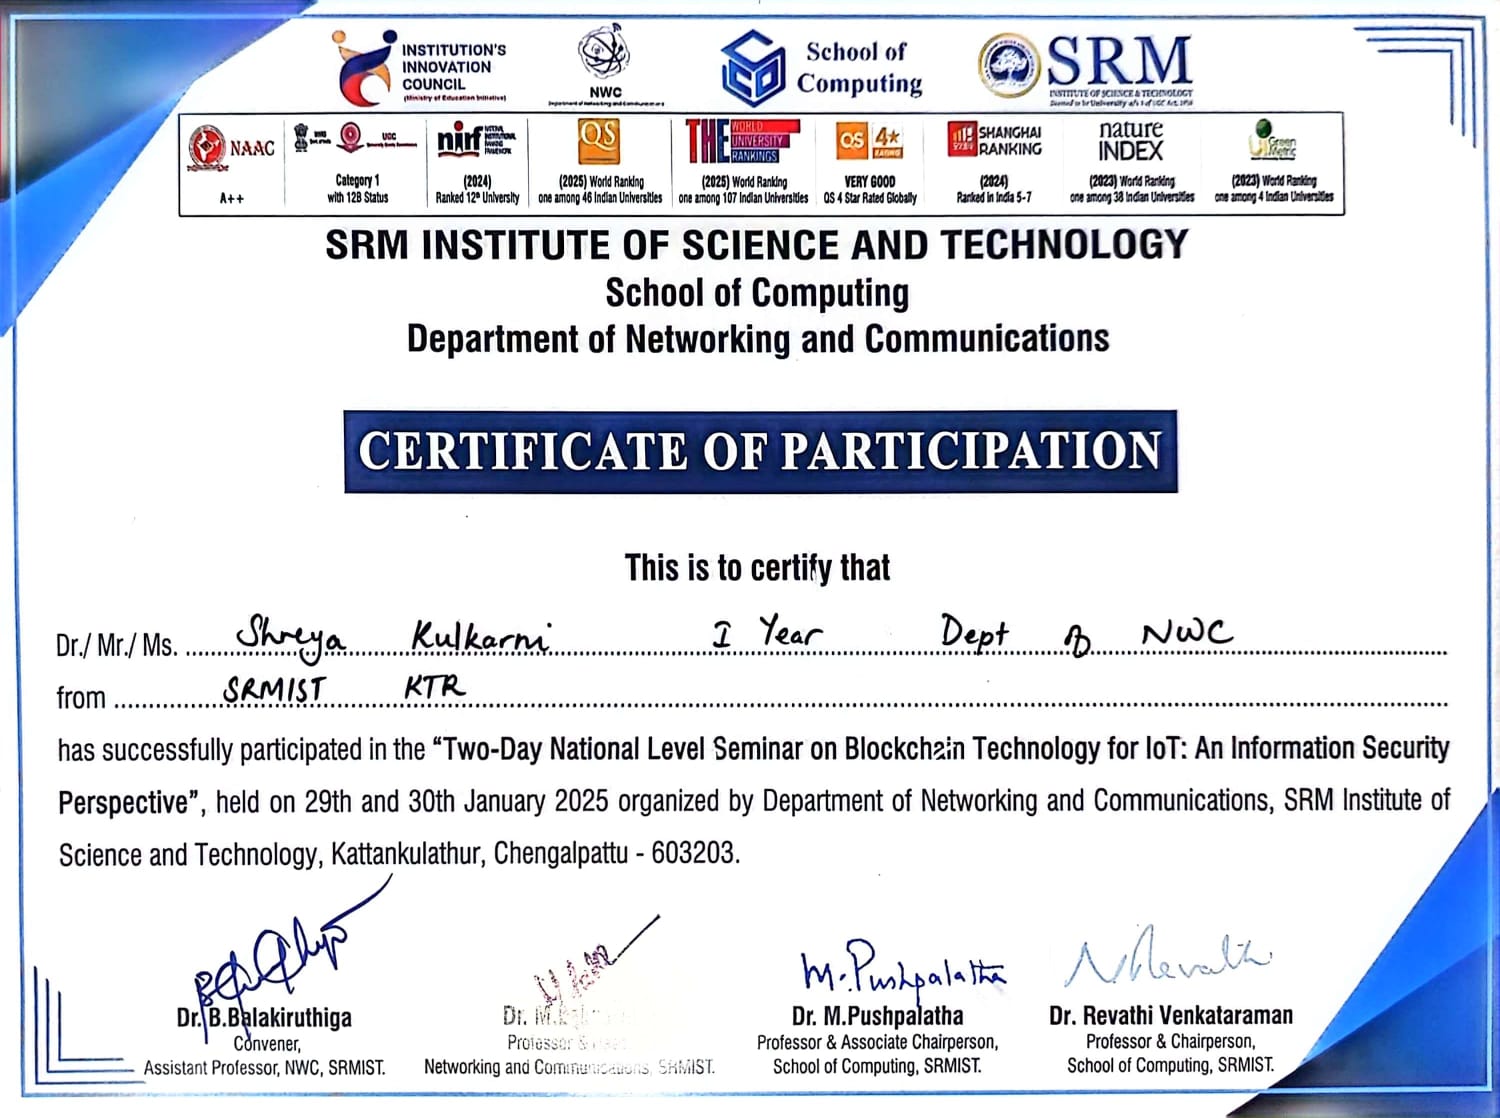 INSTITUTION'S
INNOVATION
COUNCIL
(Ministry of Education Initiative)
NWC
Department of Networking and Communications
School of
Computing
SRM
INSTITUTE OF SCIENCE & TECHNOLOGY
Deemed to be University u/s 3 of UGC Act, 1956
NAAC
A++
UGC
Category 1
with 12B Status
nirf
NATIONAL
INSTITUTIONAL
RANKING
FRAMEWORK
(2024)
Ranked 12th University
QS
(2025) World Ranking
one among 46 Indian Universities
THE WORLD
UNIVERSITY
RANKINGS
(2025) World Ranking
one among 107 Indian Universities
QS 4★
RATING
VERY GOOD
QS 4 Star Rated Globally
SHANGHAI
RANKING
(2024)
Ranked in India 5-7
nature
INDEX
(2023) World Ranking
one among 38 Indian Universities
UI Green
Metric
(2023) World Ranking
one among 4 Indian Universities
SRM INSTITUTE OF SCIENCE AND TECHNOLOGY
School of Computing
Department of Networking and Communications
CERTIFICATE OF PARTICIPATION
This is to certify that
Dr./ Mr./ Ms. Shreya Kulkarni I Year Dept of NWC
from SRMIST KTR
has successfully participated in the “Two-Day National Level Seminar on Blockchain Technology for IoT: An Information Security
Perspective”, held on 29th and 30th January 2025 organized by Department of Networking and Communications, SRM Institute of
Science and Technology, Kattankulathur, Chengalpattu - 603203.
M. Pushpalatha
N Revathi
Dr. B.Balakiruthiga
Convener,
Assistant Professor, NWC, SRMIST.
Dr. M.
Professor &
Networking and Communications, SRMIST.
Dr. M.Pushpalatha
Professor & Associate Chairperson,
School of Computing, SRMIST.
Dr. Revathi Venkataraman
Professor & Chairperson,
School of Computing, SRMIST.